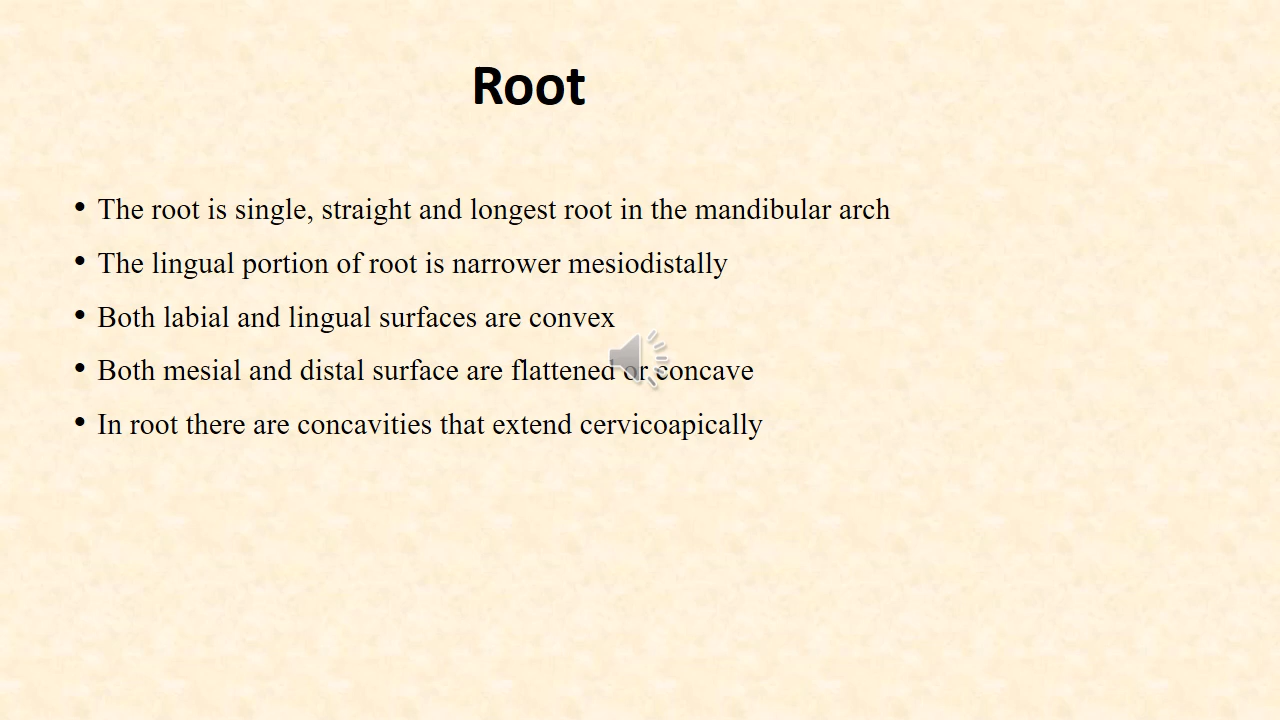 Root
• The root is single, straight and longest root in the mandibular arch
• The lingual portion of root is narrower mesiodistally
• Both labial and lingual surfaces are convex
• Both mesial and distal surface are flattened or concave
• In root there are concavities that extend cervicoapically